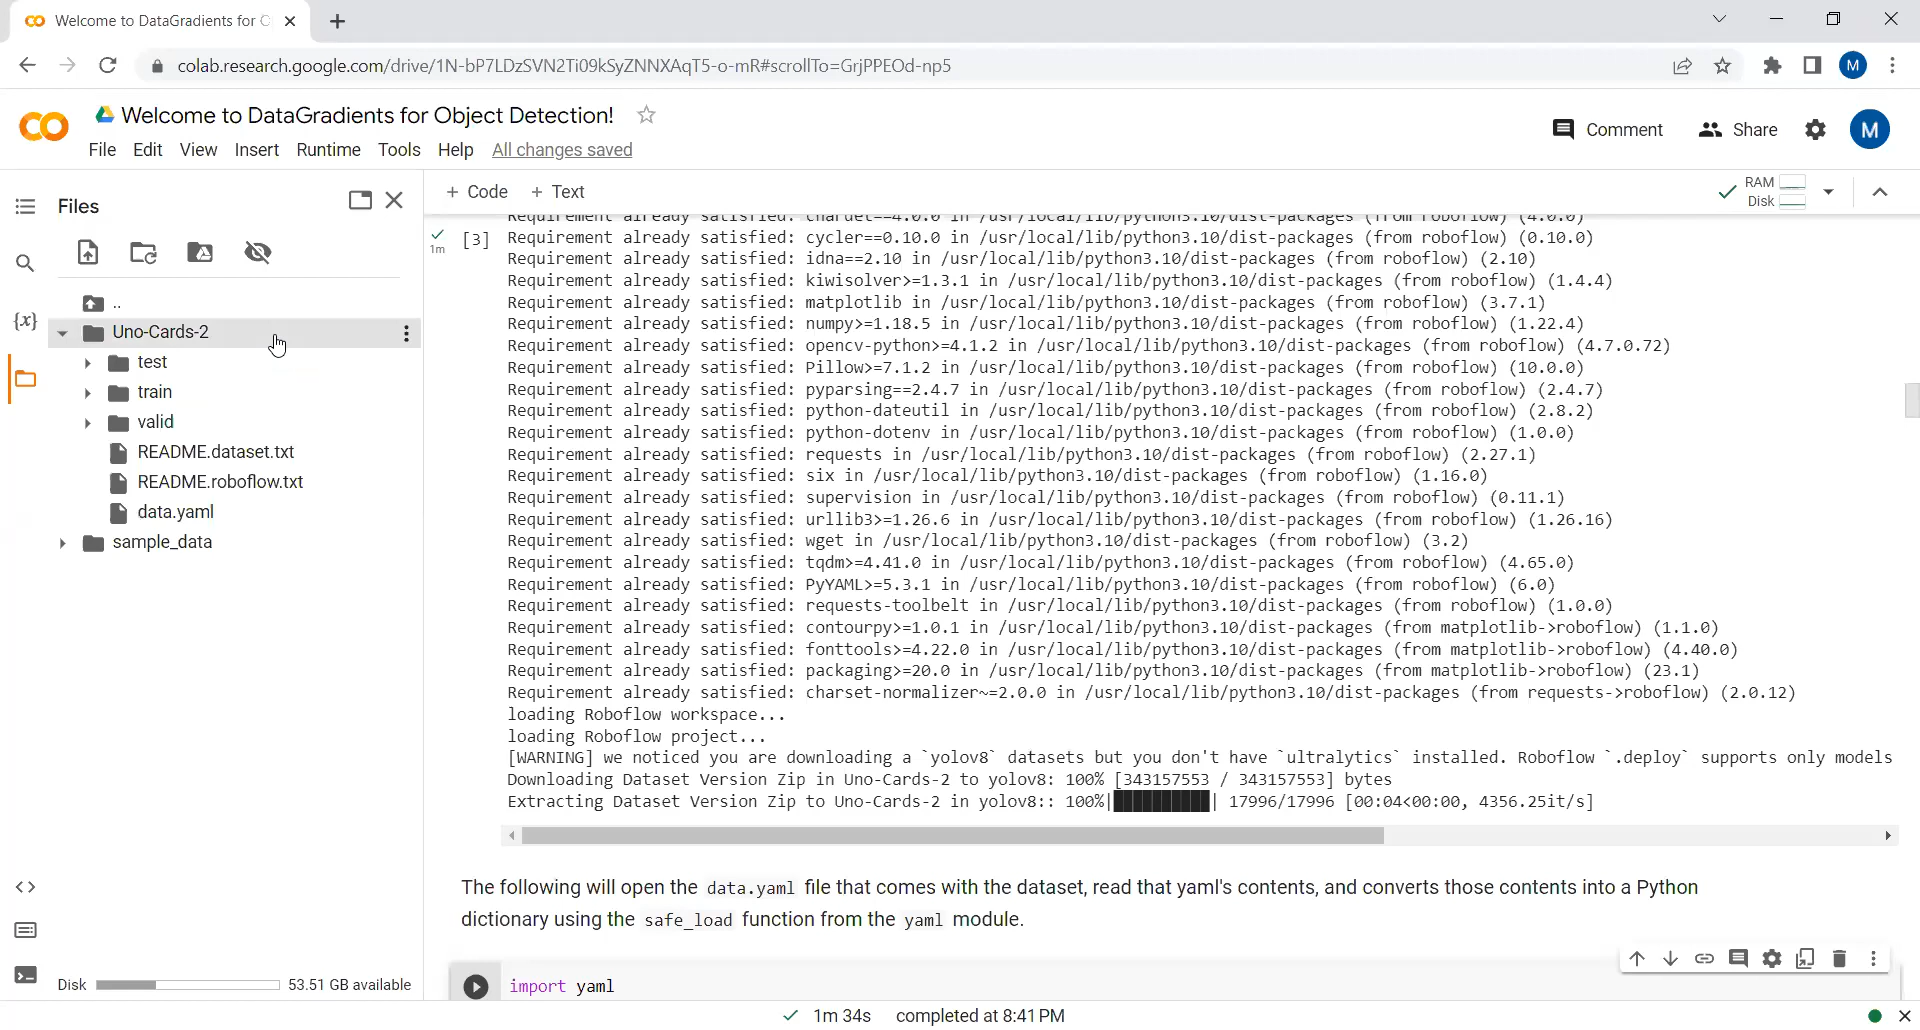 Welcome to DataGradients for
colab.research.google.com/drive/1N-bP7LDzSVN2Ti09kSyZNNXAqT5-o-mR#scrollTo=GrjPPEOd-np5
M
Welcome to DataGradients for Object Detection!
Comment
Share
M
File Edit View Insert Runtime Tools Help All changes saved
Files
+ Code + Text
RAM
Disk
..
Uno-Cards-2
test
train
valid
README.dataset.txt
README.roboflow.txt
data.yaml
sample_data
{x}
Disk
53.51 GB available
1m
[3]
Requirement already satisfied: chardet==4.0.0 in /usr/local/lib/python3.10/dist-packages (from roboflow) (4.0.0)
Requirement already satisfied: cycler==0.10.0 in /usr/local/lib/python3.10/dist-packages (from roboflow) (0.10.0)
Requirement already satisfied: idna==2.10 in /usr/local/lib/python3.10/dist-packages (from roboflow) (2.10)
Requirement already satisfied: kiwisolver>=1.3.1 in /usr/local/lib/python3.10/dist-packages (from roboflow) (1.4.4)
Requirement already satisfied: matplotlib in /usr/local/lib/python3.10/dist-packages (from roboflow) (3.7.1)
Requirement already satisfied: numpy>=1.18.5 in /usr/local/lib/python3.10/dist-packages (from roboflow) (1.22.4)
Requirement already satisfied: opencv-python>=4.1.2 in /usr/local/lib/python3.10/dist-packages (from roboflow) (4.7.0.72)
Requirement already satisfied: Pillow>=7.1.2 in /usr/local/lib/python3.10/dist-packages (from roboflow) (10.0.0)
Requirement already satisfied: pyparsing==2.4.7 in /usr/local/lib/python3.10/dist-packages (from roboflow) (2.4.7)
Requirement already satisfied: python-dateutil in /usr/local/lib/python3.10/dist-packages (from roboflow) (2.8.2)
Requirement already satisfied: python-dotenv in /usr/local/lib/python3.10/dist-packages (from roboflow) (1.0.0)
Requirement already satisfied: requests in /usr/local/lib/python3.10/dist-packages (from roboflow) (2.27.1)
Requirement already satisfied: six in /usr/local/lib/python3.10/dist-packages (from roboflow) (1.16.0)
Requirement already satisfied: supervision in /usr/local/lib/python3.10/dist-packages (from roboflow) (0.11.1)
Requirement already satisfied: urllib3>=1.26.6 in /usr/local/lib/python3.10/dist-packages (from roboflow) (1.26.16)
Requirement already satisfied: wget in /usr/local/lib/python3.10/dist-packages (from roboflow) (3.2)
Requirement already satisfied: tqdm>=4.41.0 in /usr/local/lib/python3.10/dist-packages (from roboflow) (4.65.0)
Requirement already satisfied: PyYAML>=5.3.1 in /usr/local/lib/python3.10/dist-packages (from roboflow) (6.0)
Requirement already satisfied: requests-toolbelt in /usr/local/lib/python3.10/dist-packages (from roboflow) (1.0.0)
Requirement already satisfied: contourpy>=1.0.1 in /usr/local/lib/python3.10/dist-packages (from matplotlib->roboflow) (1.1.0)
Requirement already satisfied: fonttools>=4.22.0 in /usr/local/lib/python3.10/dist-packages (from matplotlib->roboflow) (4.40.0)
Requirement already satisfied: packaging>=20.0 in /usr/local/lib/python3.10/dist-packages (from matplotlib->roboflow) (23.1)
Requirement already satisfied: charset-normalizer~=2.0.0 in /usr/local/lib/python3.10/dist-packages (from requests->roboflow) (2.0.12)
loading Roboflow workspace...
loading Roboflow project...
[WARNING] we noticed you are downloading a `yolov8` datasets but you don't have `ultralytics` installed. Roboflow `.deploy` supports only models
Downloading Dataset Version Zip in Uno-Cards-2 to yolov8: 100% [343157553 / 343157553] bytes
Extracting Dataset Version Zip to Uno-Cards-2 in yolov8:: 100%|██████████| 17996/17996 [00:04<00:00, 4356.25it/s]
The following will open the data.yaml file that comes with the dataset, read that yaml's contents, and converts those contents into a Python
dictionary using the safe_load function from the yaml module.
import yaml
1m 34s completed at 8:41 PM